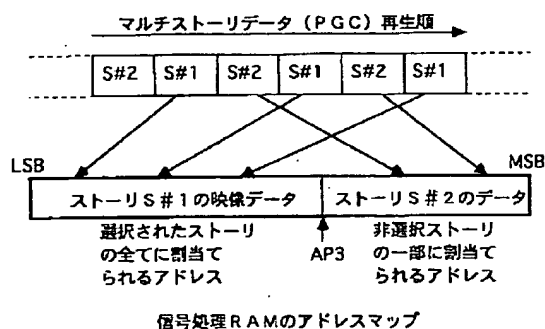 マルチストーリデータ（PGC）再生順
S#2 S#1 S#2 S#1 S#2 S#1
LSB MSB
ストーリS#1の映像データ ストーリS#2のデータ
選択されたストーリ
の全てに割当て
られるアドレス
AP3
非選択ストーリ
の一部に割当て
られるアドレス
信号処理RAMのアドレスマップ